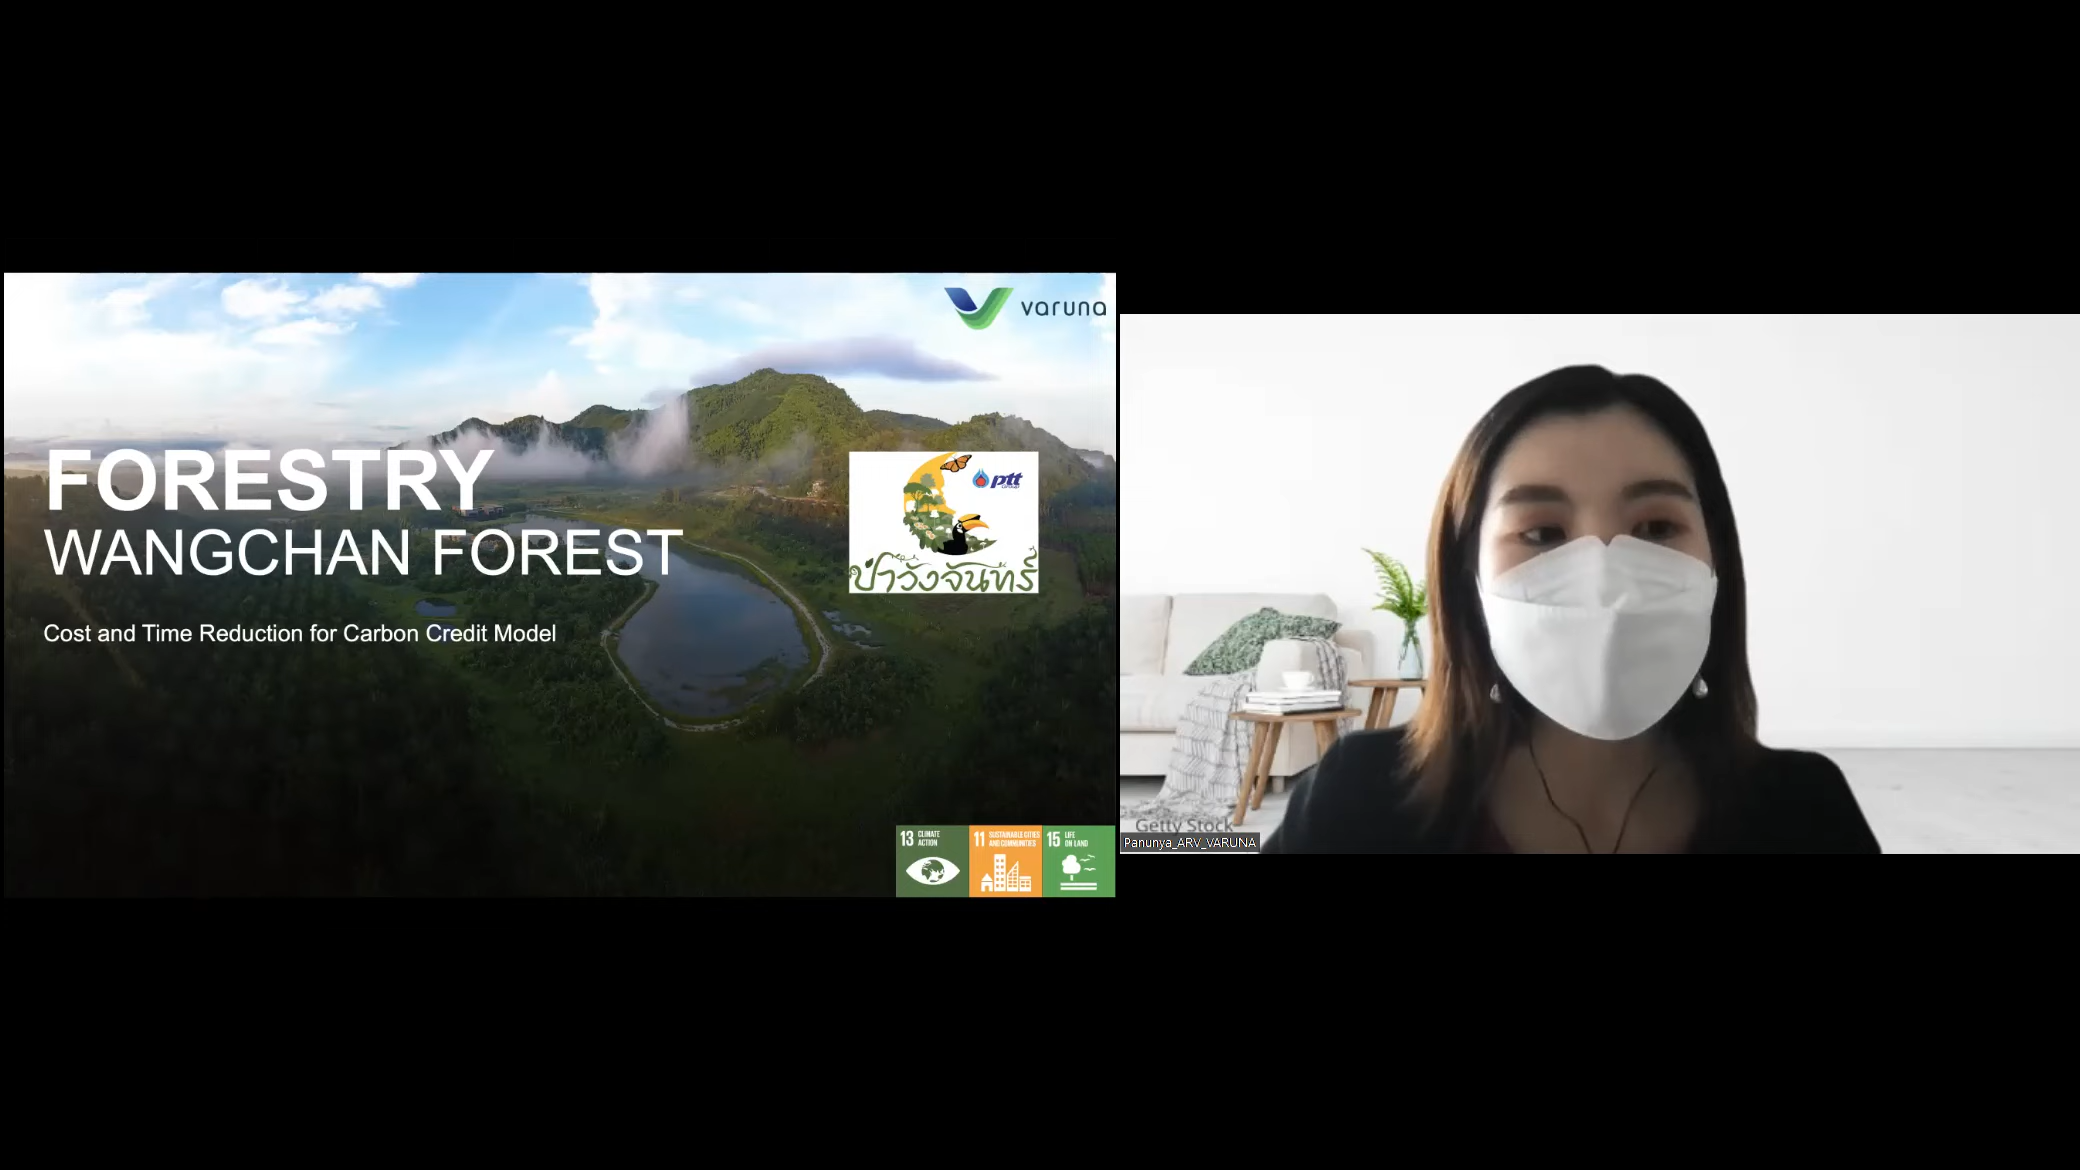 varuna
FORESTRY
WANGCHAN FOREST
Cost and Time Reduction for Carbon Credit Model
ptt
ป่าวังจันทร์
13 CLIMATE
ACTION
11 SUSTAINABLE CITIES
AND COMMUNITIES
15 LIFE
ON LAND
Getty Stock
Panunya_ARV_VARUNA